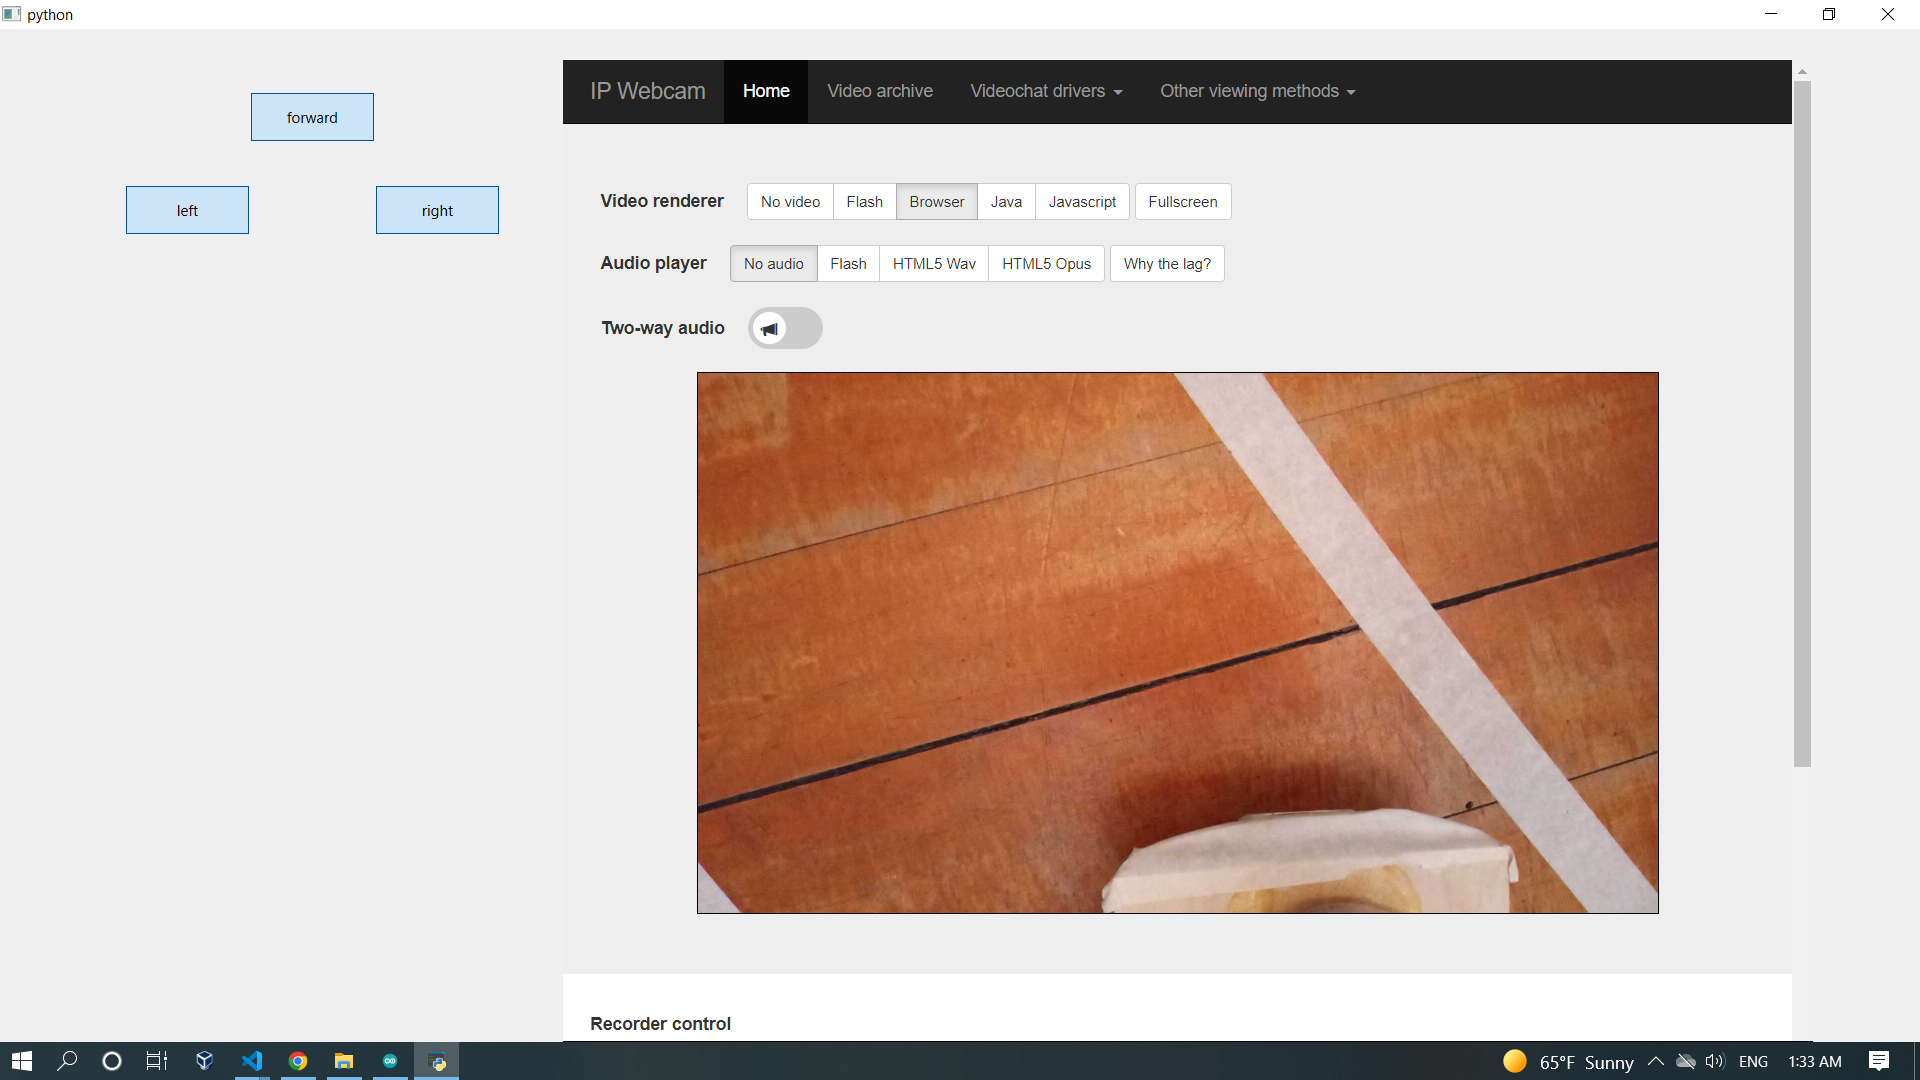 python
forward
left
right
IP Webcam Home Video archive Videochat drivers Other viewing methods
Video renderer No video Flash Browser Java Javascript Fullscreen
Audio player No audio Flash HTML5 Wav HTML5 Opus Why the lag?
Two-way audio
Recorder control
65°F Sunny ENG 1:33 AM